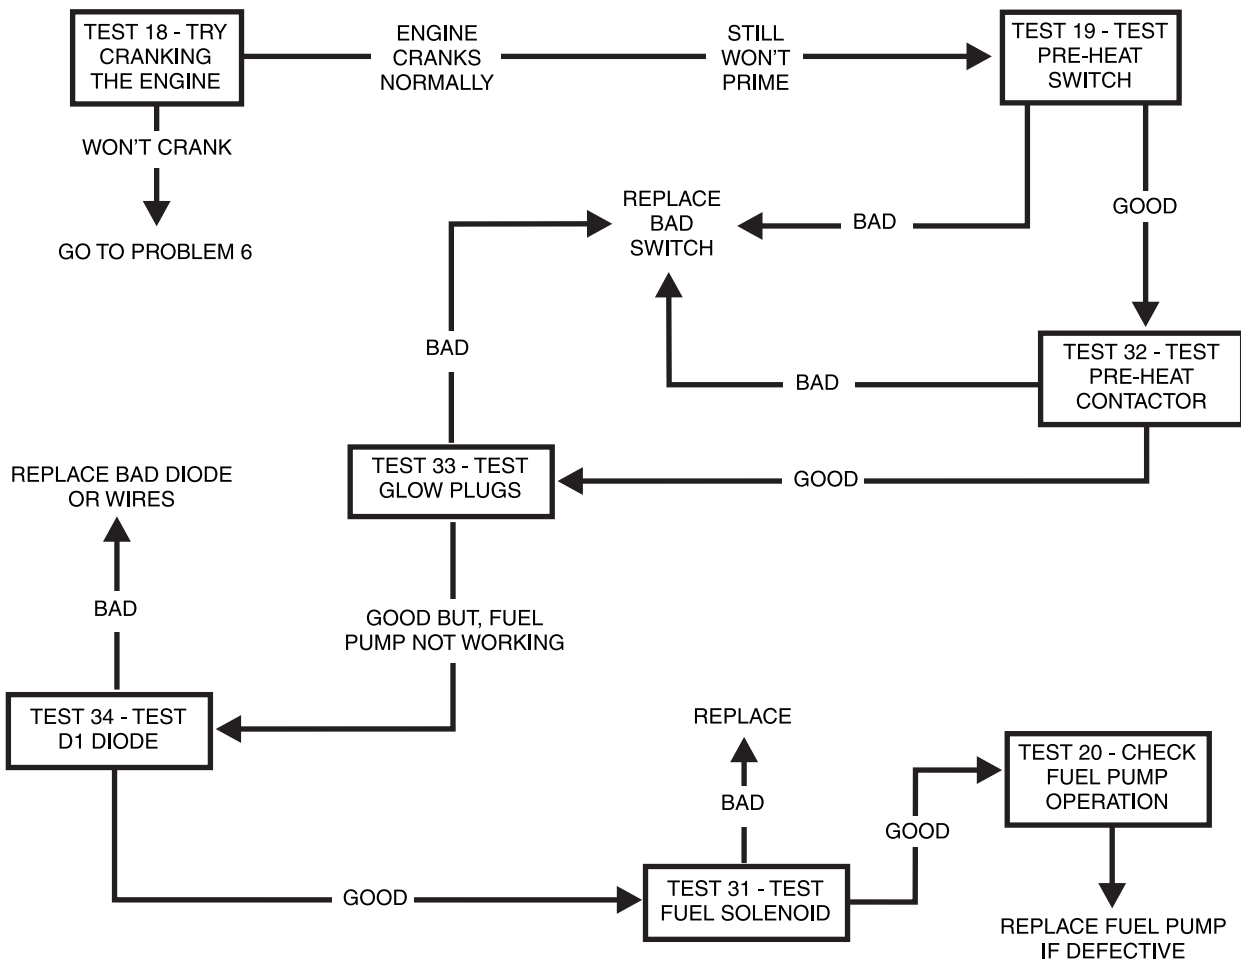 TEST 18 - TRY
CRANKING
THE ENGINE
ENGINE
CRANKS
NORMALLY
STILL
WON'T
PRIME
TEST 19 - TEST
PRE-HEAT
SWITCH
WON'T CRANK
GO TO PROBLEM 6
REPLACE
BAD
SWITCH
BAD
GOOD
BAD
BAD
TEST 32 - TEST
PRE-HEAT
CONTACTOR
REPLACE BAD DIODE
OR WIRES
TEST 33 - TEST
GLOW PLUGS
GOOD
BAD
GOOD BUT, FUEL
PUMP NOT WORKING
TEST 34 - TEST
D1 DIODE
REPLACE
TEST 20 - CHECK
FUEL PUMP
OPERATION
BAD
GOOD
GOOD
TEST 31 - TEST
FUEL SOLENOID
REPLACE FUEL PUMP
IF DEFECTIVE